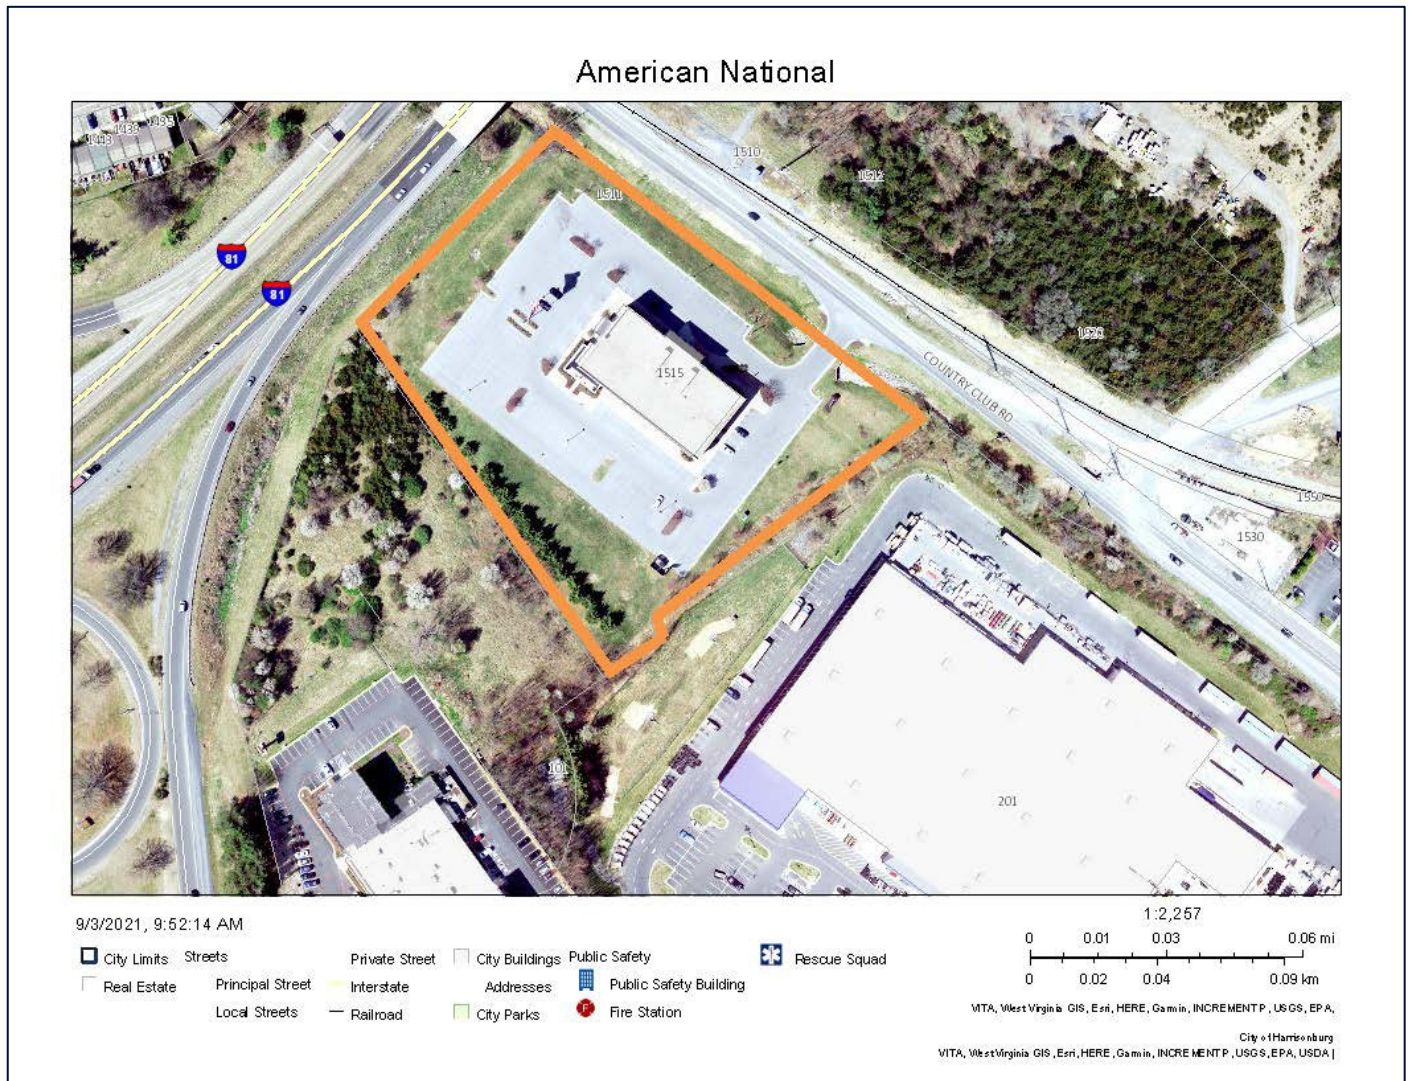 American National
1443 1439 1435
1510
1512
1511
81
81
1522
1515
COUNTRY CLUB RD
1550
1530
101
201
9/3/2021, 9:52:14 AM
1:2,257
0 0.01 0.03 0.06 mi
0 0.02 0.04 0.09 km
City Limits Streets Private Street City Buildings Public Safety Rescue Squad
Real Estate Principal Street Interstate Addresses Public Safety Building
Local Streets Railroad City Parks F Fire Station
VITA, West Virginia GIS, Esri, HERE, Garmin, INCREMENT P, USGS, EPA,
City of Harrisonburg
VITA, West Virginia GIS, Esri, HERE, Garmin, INCREMENT P, USGS, EPA, USDA |